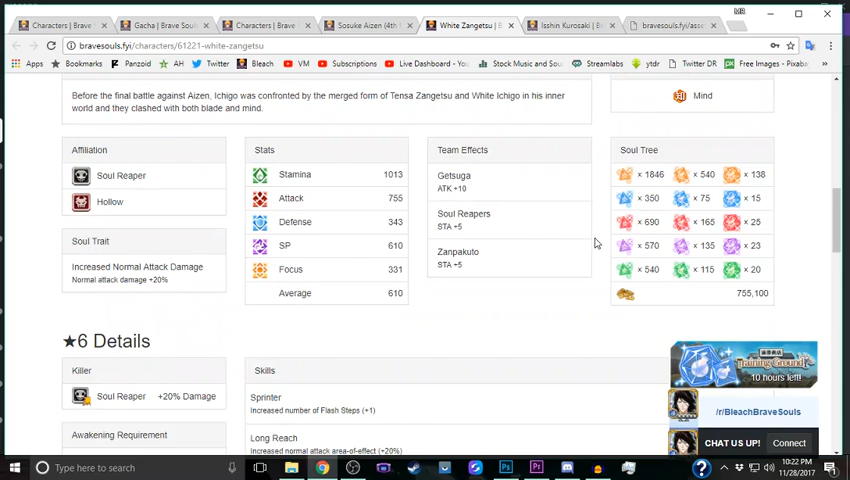 MR
Characters | Brave
Gacha | Brave Soul
Characters | Brave
Sosuke Aizen (4th
White Zangetsu | B
Isshin Kurosaki | B
bravesouls.fyi/asse
bravesouls.fyi/characters/61221-white-zangetsu
Apps
Bookmarks
Panzoid
AH
Twitter
Bleach
VM
Subscriptions
Live Dashboard - You
Stock Music and Sou
Streamlabs
ytdr
Twitter DR
Free Images - Pixaba
Before the final battle against Aizen, Ichigo was confronted by the merged form of Tensa Zangetsu and White Ichigo in his inner
world and they clashed with both blade and mind.
Mind
Affiliation
Soul Reaper
Hollow
Soul Trait
Increased Normal Attack Damage
Normal attack damage +20%
Stats
Stamina 1013
Attack 755
Defense 343
SP 610
Focus 331
Average 610
Team Effects
Getsuga
ATK +10
Soul Reapers
STA +5
Zanpakuto
STA +5
Soul Tree
x 1846 x 540 x 138
x 350 x 75 x 15
x 690 x 165 x 25
x 570 x 135 x 23
x 540 x 115 x 20
755,100
★6 Details
Killer
Soul Reaper +20% Damage
Awakening Requirement
Skills
Sprinter
Increased number of Flash Steps (+1)
Long Reach
Increased normal attack area-of-effect (+20%)
Training Ground
10 hours left!
/r/BleachBraveSouls
CHAT US UP! Connect
Type here to search
10:22 PM
11/28/2017